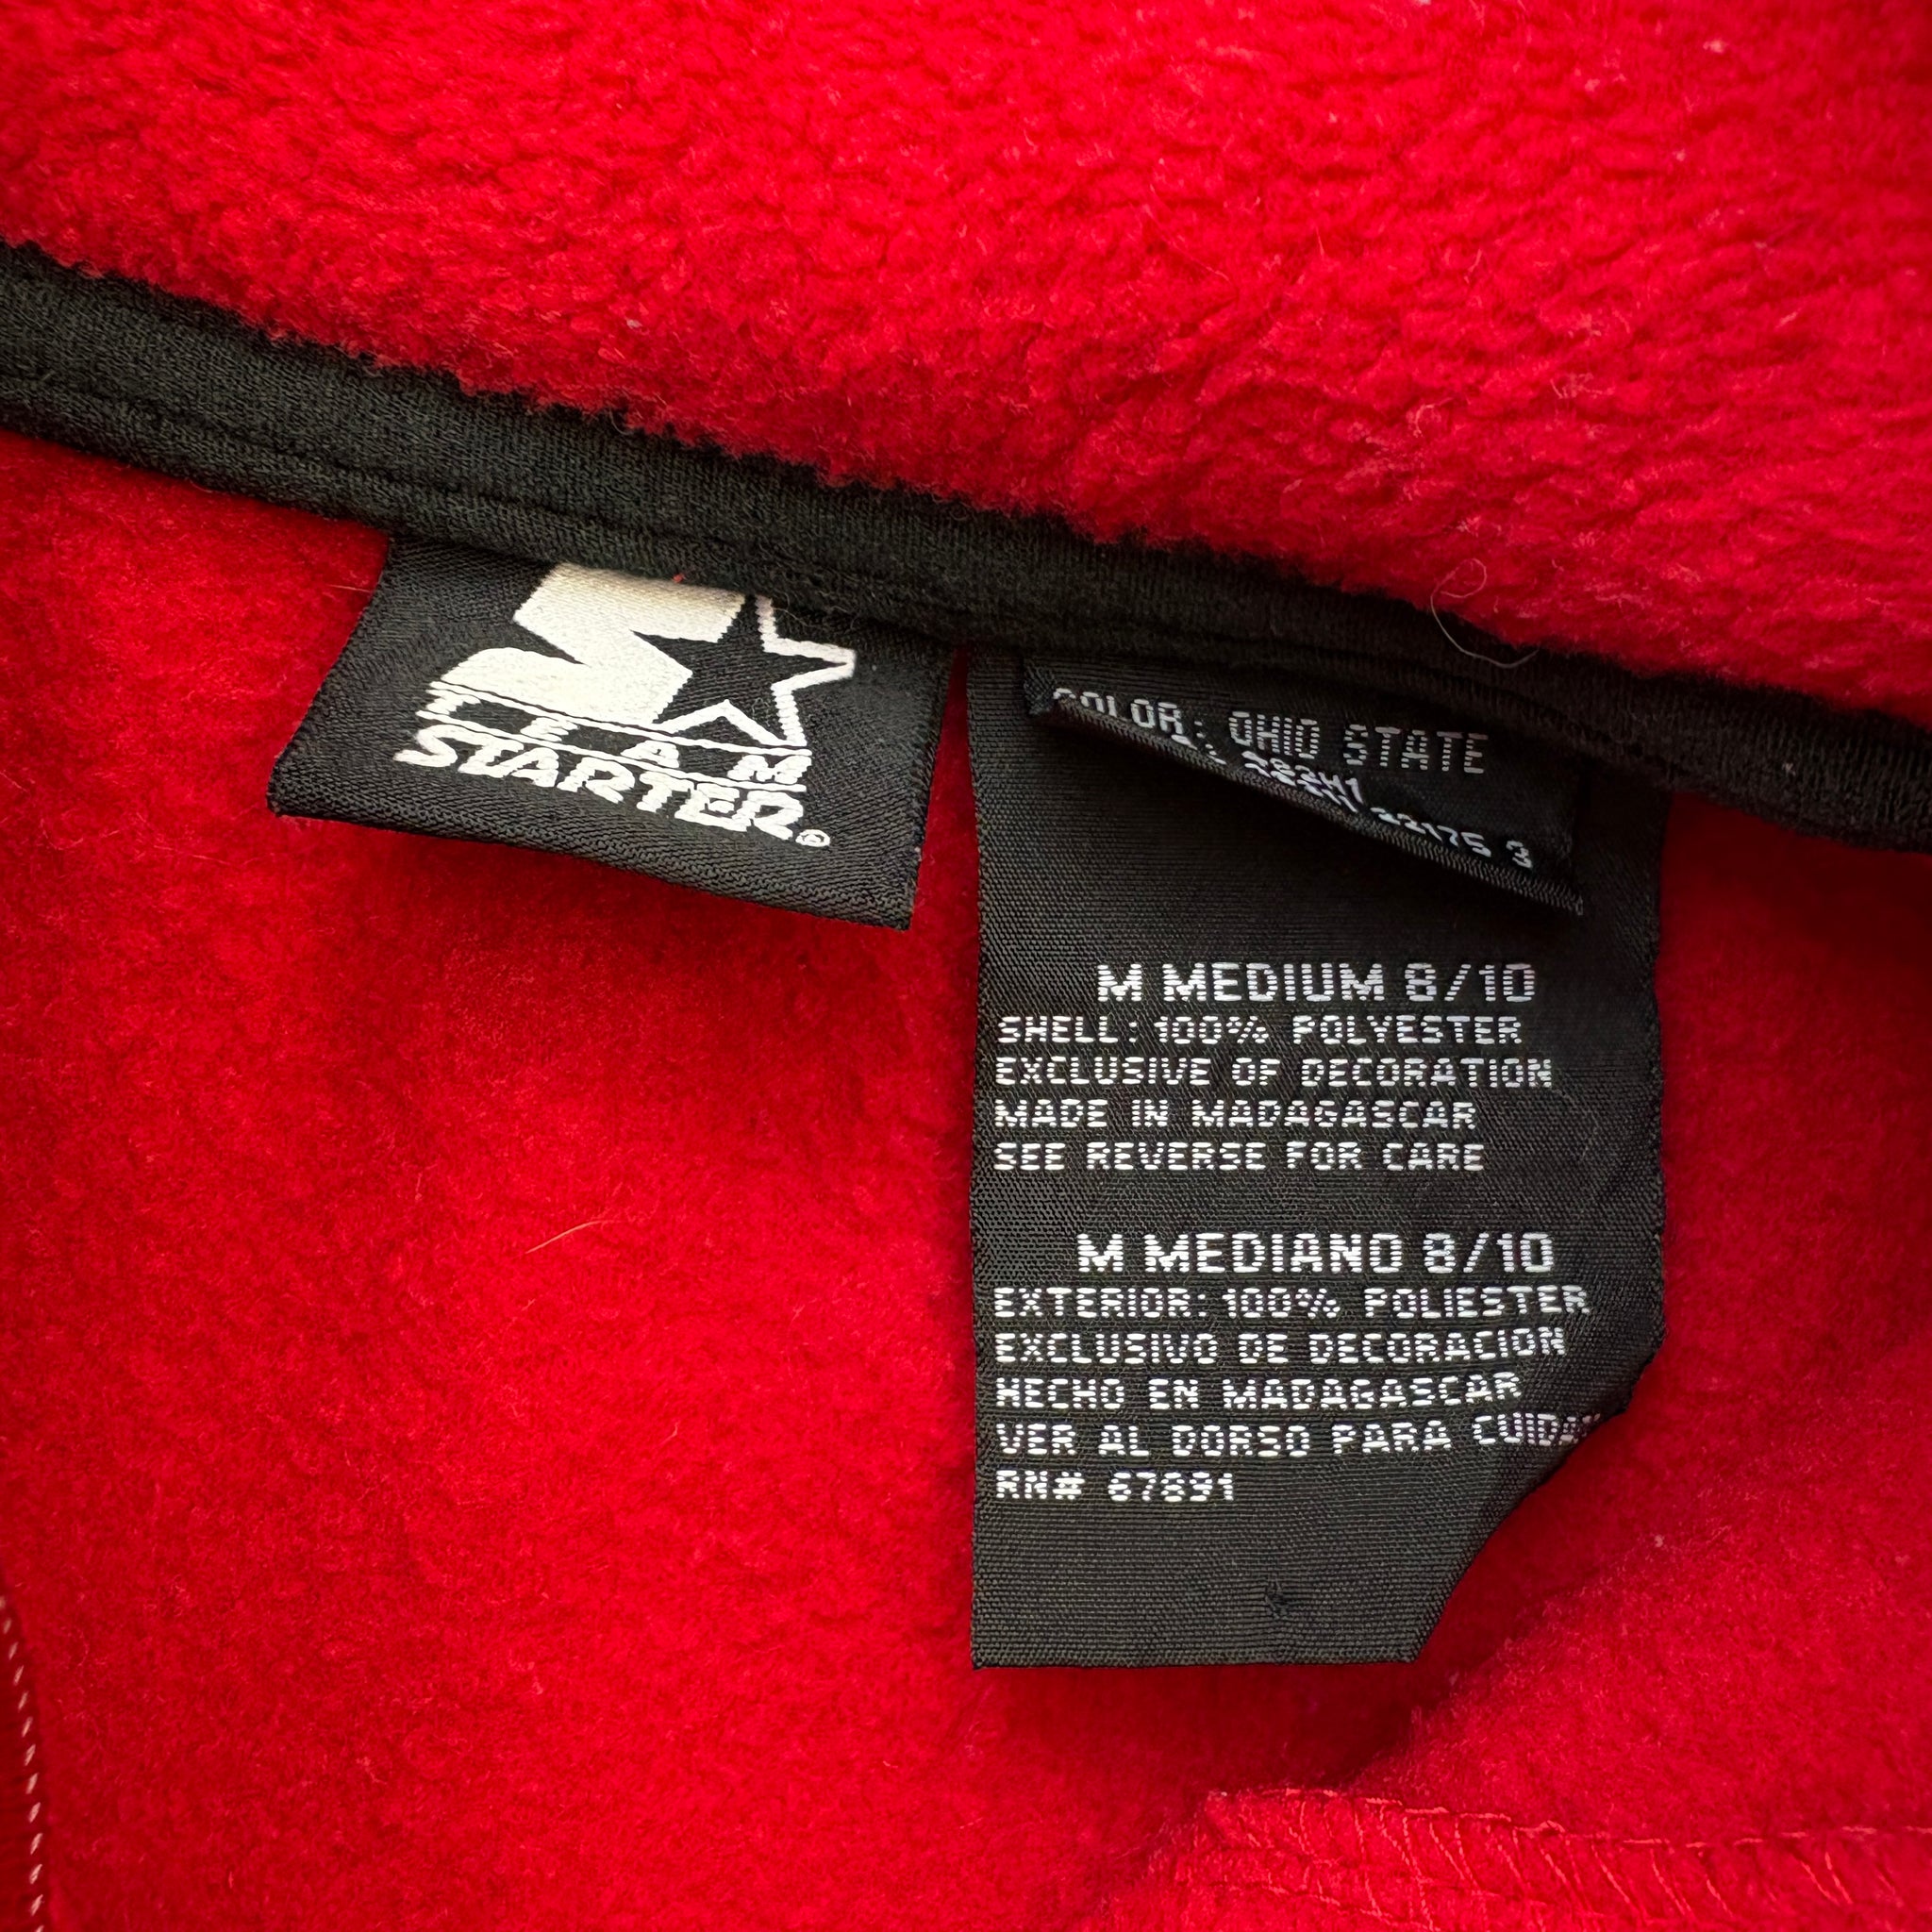 TEAM
STARTER®
COLOR: OHIO STATE
22175 3
M MEDIUM 8/10
SHELL: 100% POLYESTER
EXCLUSIVE OF DECORATION
MADE IN MADAGASCAR
SEE REVERSE FOR CARE
M MEDIANO 8/10
EXTERIOR: 100% POLIESTER
EXCLUSIVO DE DECORACION
HECHO EN MADAGASCAR
VER AL DORSO PARA
RN# 67891